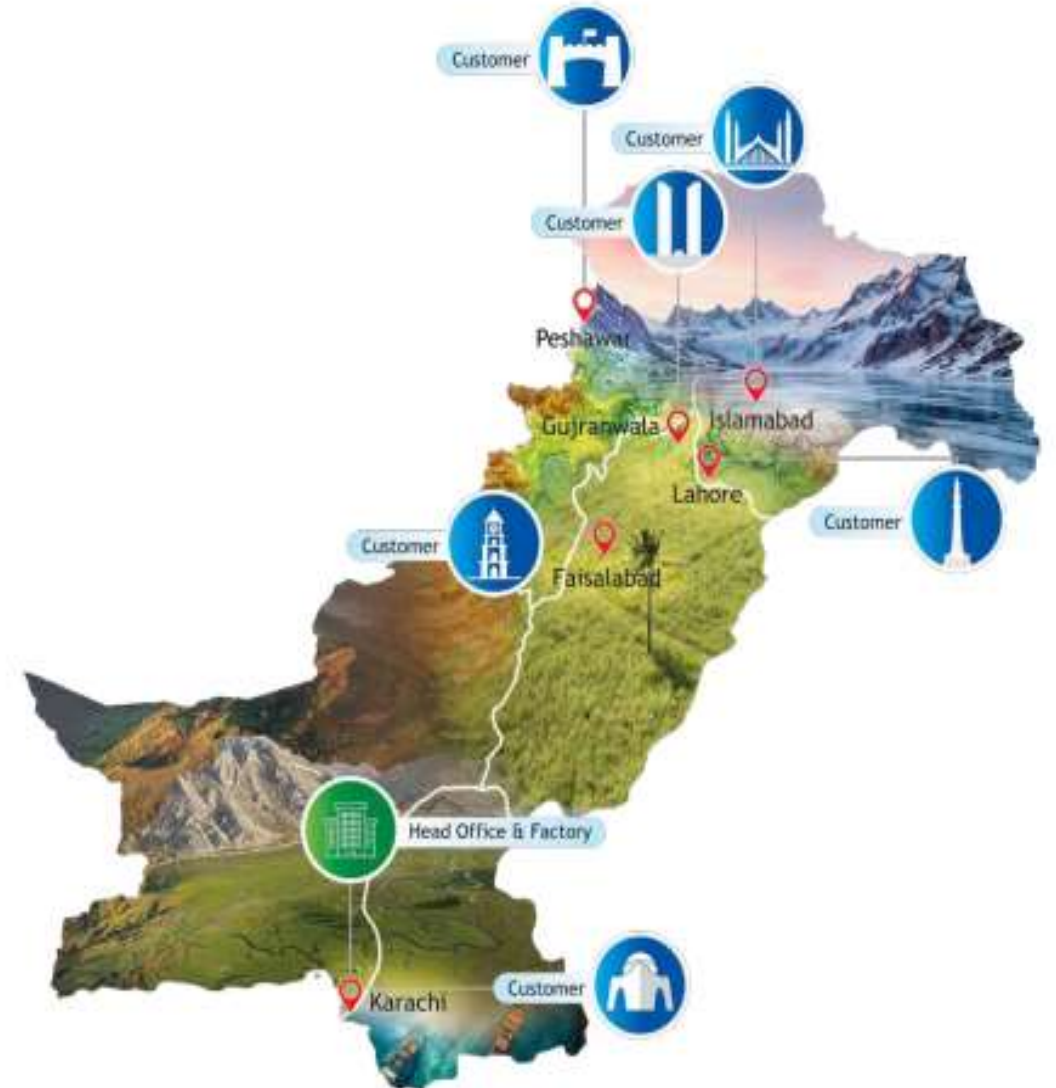 Customer
Customer
Customer
Peshawar
Islamabad
Gujranwala
Lahore
Customer
Customer
Faisalabad
Head Office & Factory
Customer
Karachi